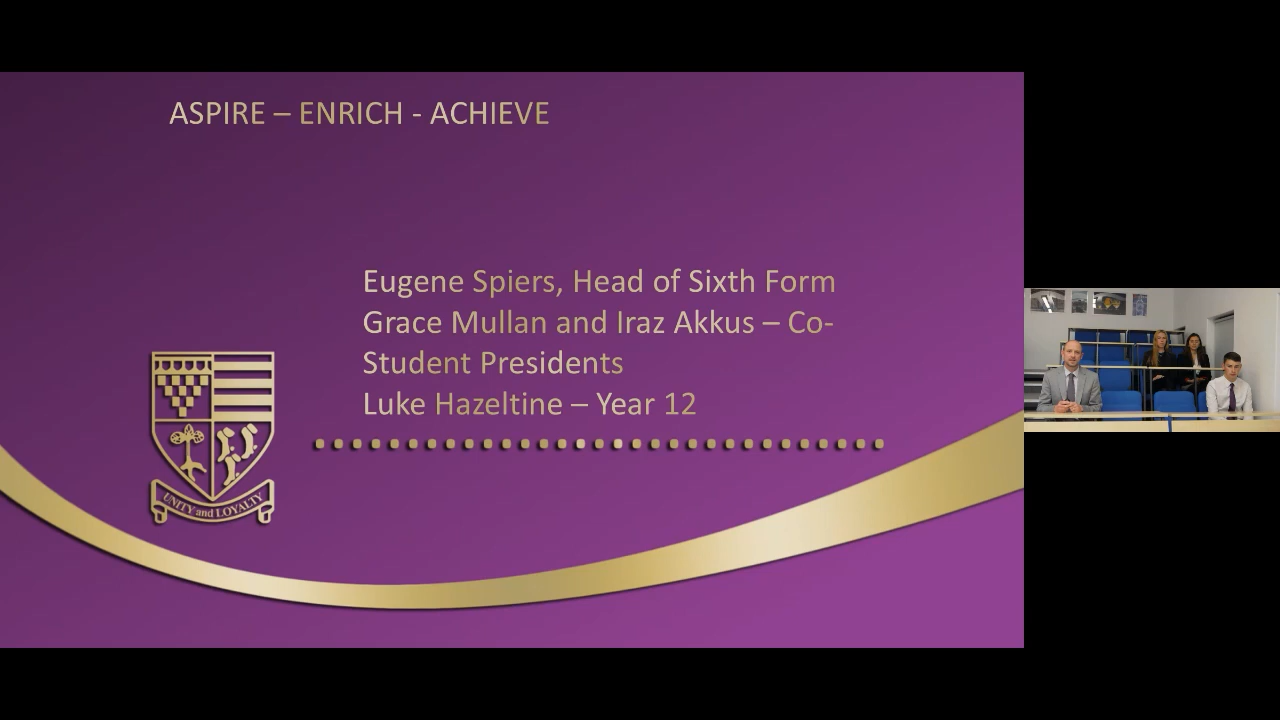 ASPIRE – ENRICH - ACHIEVE
Eugene Spiers, Head of Sixth Form
Grace Mullan and Iraz Akkus – Co-
Student Presidents
Luke Hazeltine – Year 12
UNITY and LOYALTY